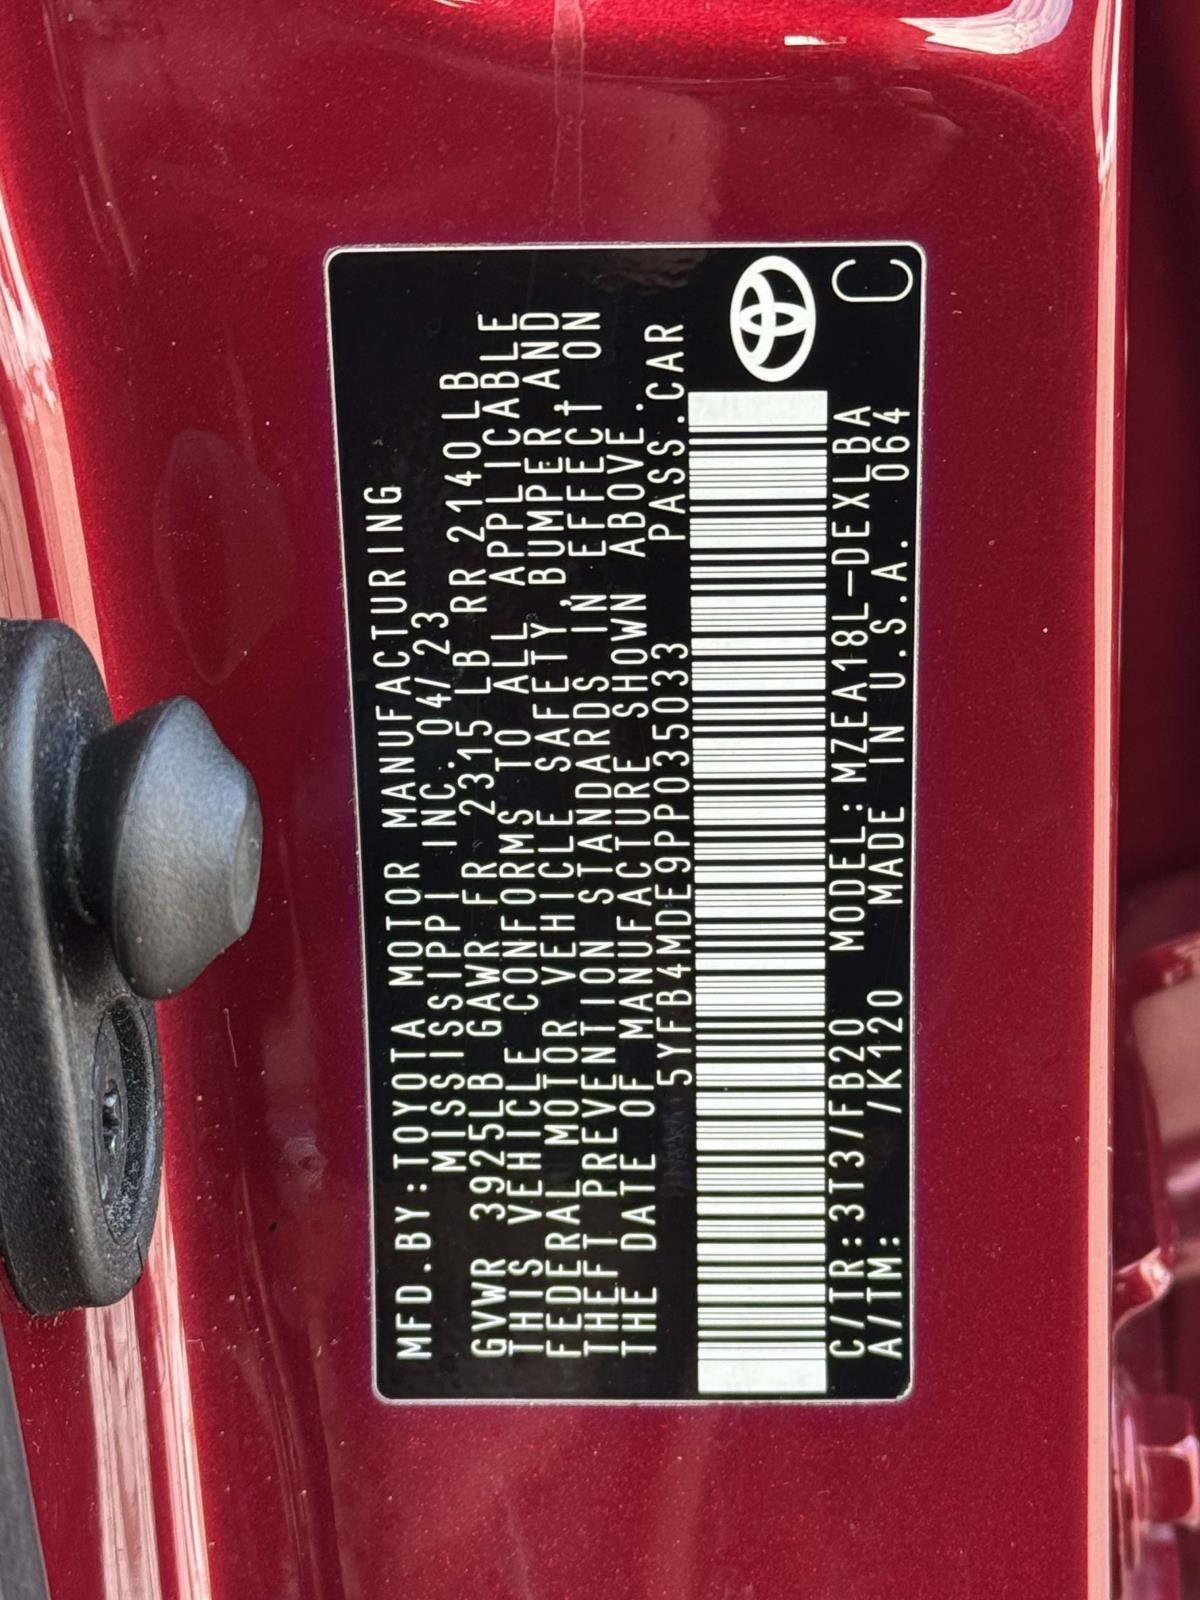 MFD.BY:TOYOTA MOTOR MANUFACTURING
MISSISSIPPI INC. 04/23
GVWR 3925LB GAWR FR 2315 LB RR 2140LB
THIS VEHICLE CONFORMS TO ALL APPLICABLE
FEDERAL MOTOR VEHICLE SAFETY, BUMPER, AND
THEFT PREVENTION STANDARDS IN EFFECT ON
THE DATE OF MANUFACTURE SHOWN ABOVE.
5YFB4MDE9PP035033 PASS.CAR
C/TR:3T3/FB20 MODEL:MZEA18L-DEXLBA
A/TM: /K120 MADE IN U.S.A. 064
C